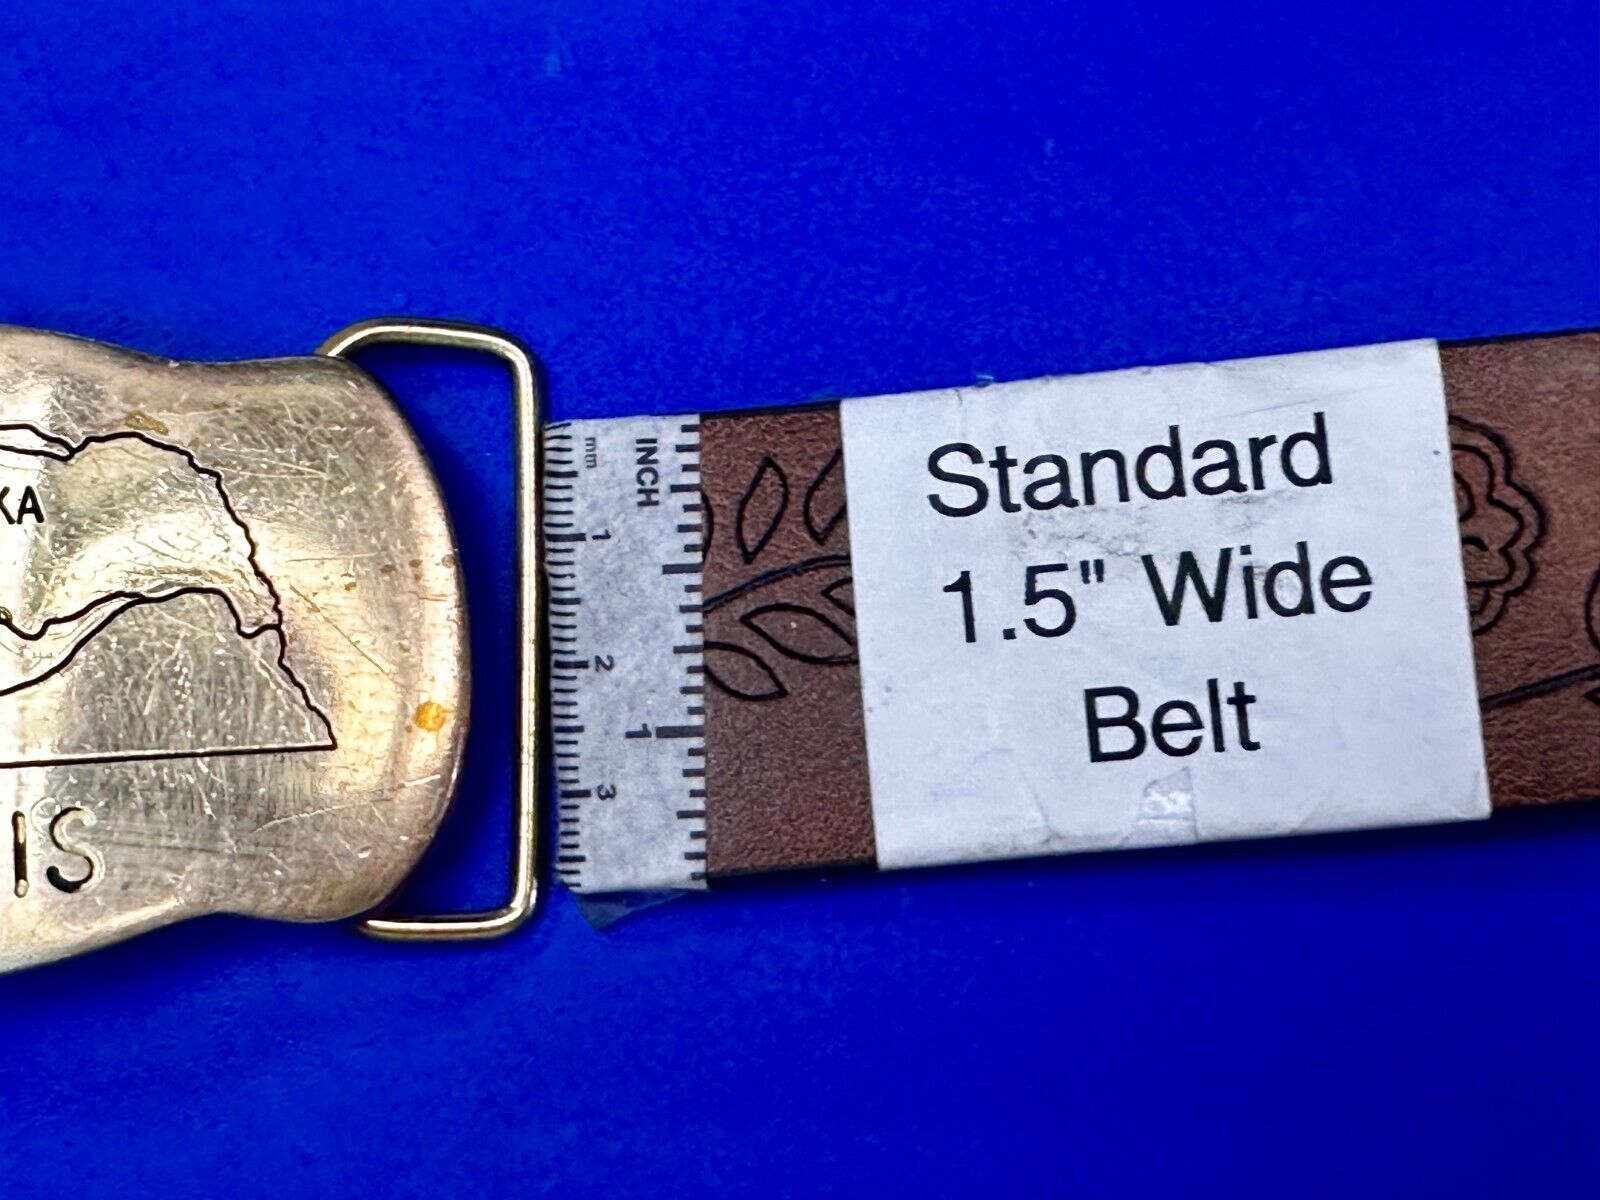 KA
IS
mm
INCH
1
2
1
3
Standard
1.5" Wide
Belt